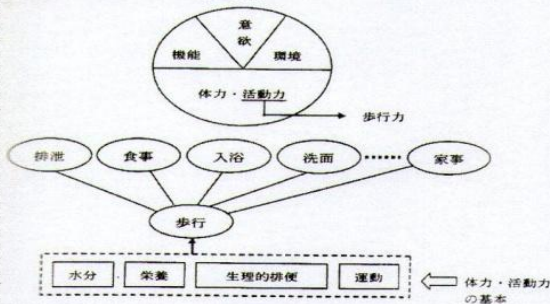 意
欲
機能
環境
体力・活動力
歩行力
排泄
食事
入浴
洗面
家事
歩行
水分
栄養
生理的排便
運動
体力・活動力
の基本